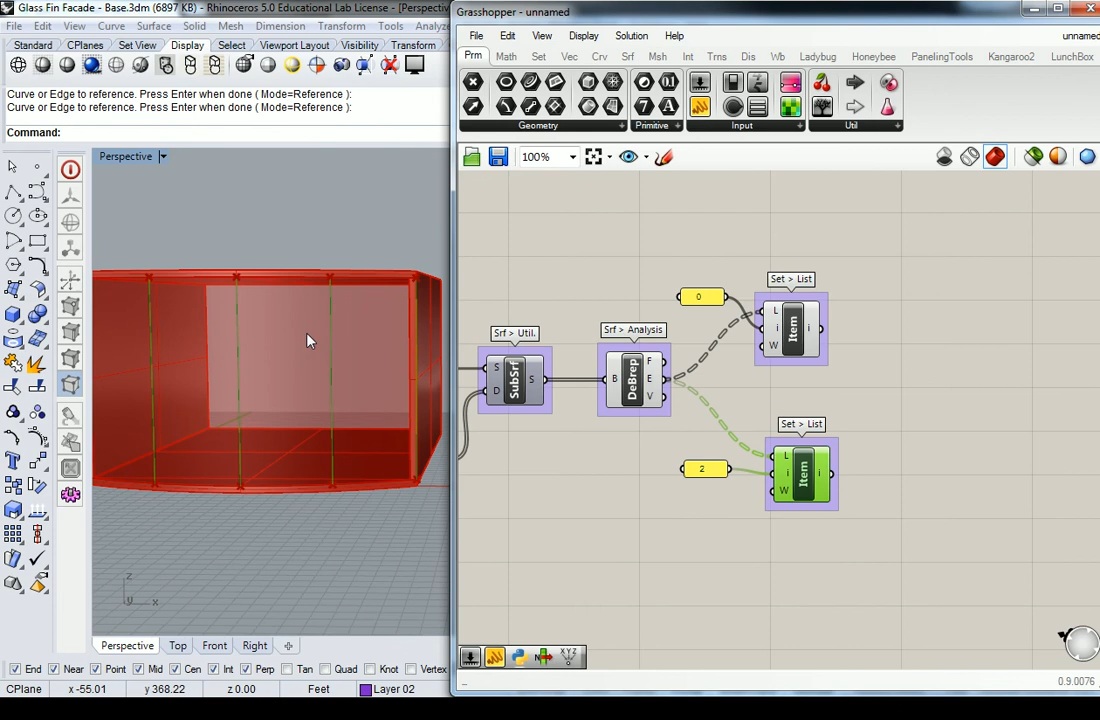 Glass Fin Facade - Base.3dm (6897 KB) - Rhinoceros 5.0 Educational Lab License - [Perspectiv
File Edit View Curve Surface Solid Mesh Dimension Transform Tools Analyze
Standard CPlanes Set View Display Select Viewport Layout Visibility Transform
Curve or Edge to reference. Press Enter when done ( Mode=Reference ):
Curve or Edge to reference. Press Enter when done ( Mode=Reference ):
Command:
Perspective
z
y x
Perspective Top Front Right
End Near Point Mid Cen Int Perp Tan Quad Knot Vertex
CPlane x -55.01 y 368.22 z 0.00 Feet Layer 02
Grasshopper - unnamed
File Edit View Display Solution Help unnamed
Prm Math Set Vec Crv Srf Msh Int Trns Dis Wb Ladybug Honeybee PanelingTools Kangaroo2 LunchBox
Geometry Primitive Input Util
100%
Set > List
0
L
i
W
Item
i
Srf > Util.
S
D
SubSrf
S
Srf > Analysis
B
DeBrep
F
E
V
Set > List
2
L
i
W
Item
i
XYZ
0.9.0076